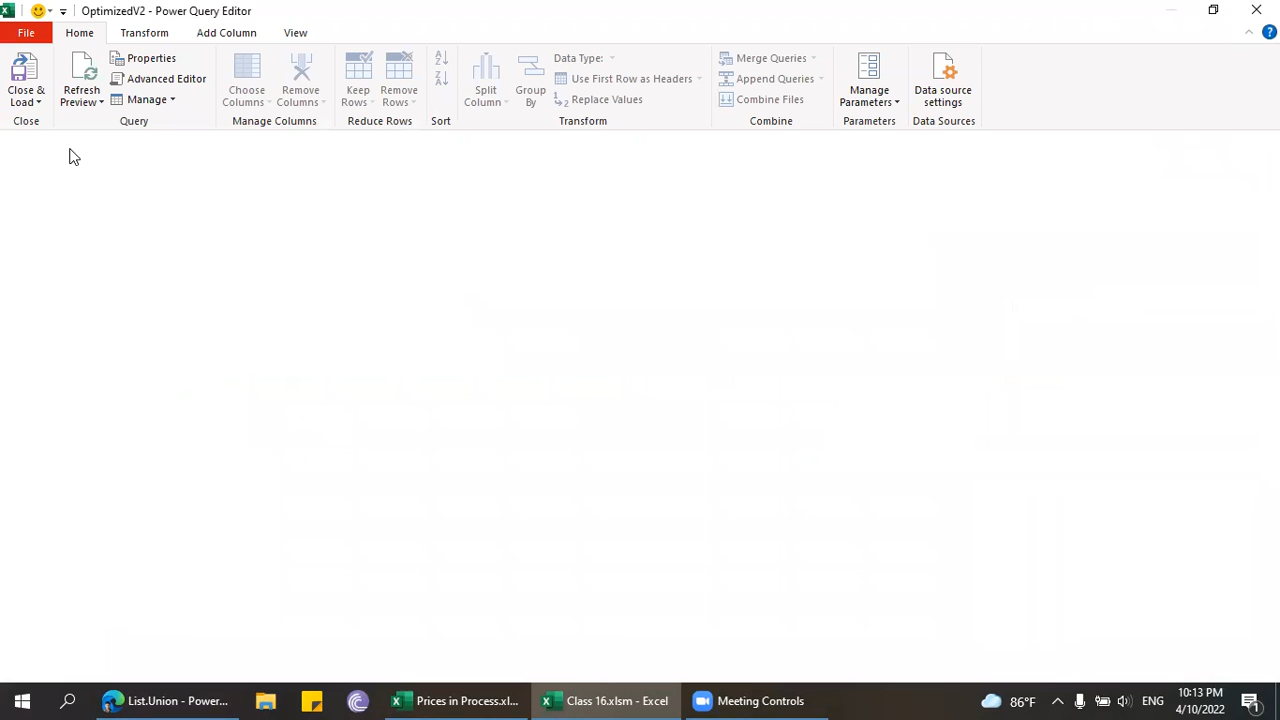 OptimizedV2 - Power Query Editor
File Home Transform Add Column View
Close & Load
Refresh Preview
Properties
Advanced Editor
Manage
Choose Columns
Remove Columns
Keep Rows
Remove Rows
Split Column
Group By
Data Type:
Use First Row as Headers
Replace Values
Merge Queries
Append Queries
Combine Files
Manage Parameters
Data source settings
Close Query Manage Columns Reduce Rows Sort Transform Combine Parameters Data Sources
List.Union - Power... Prices in Process.xl... Class 16.xlsm - Excel Meeting Controls 86°F ENG 10:13 PM
4/10/2022
1